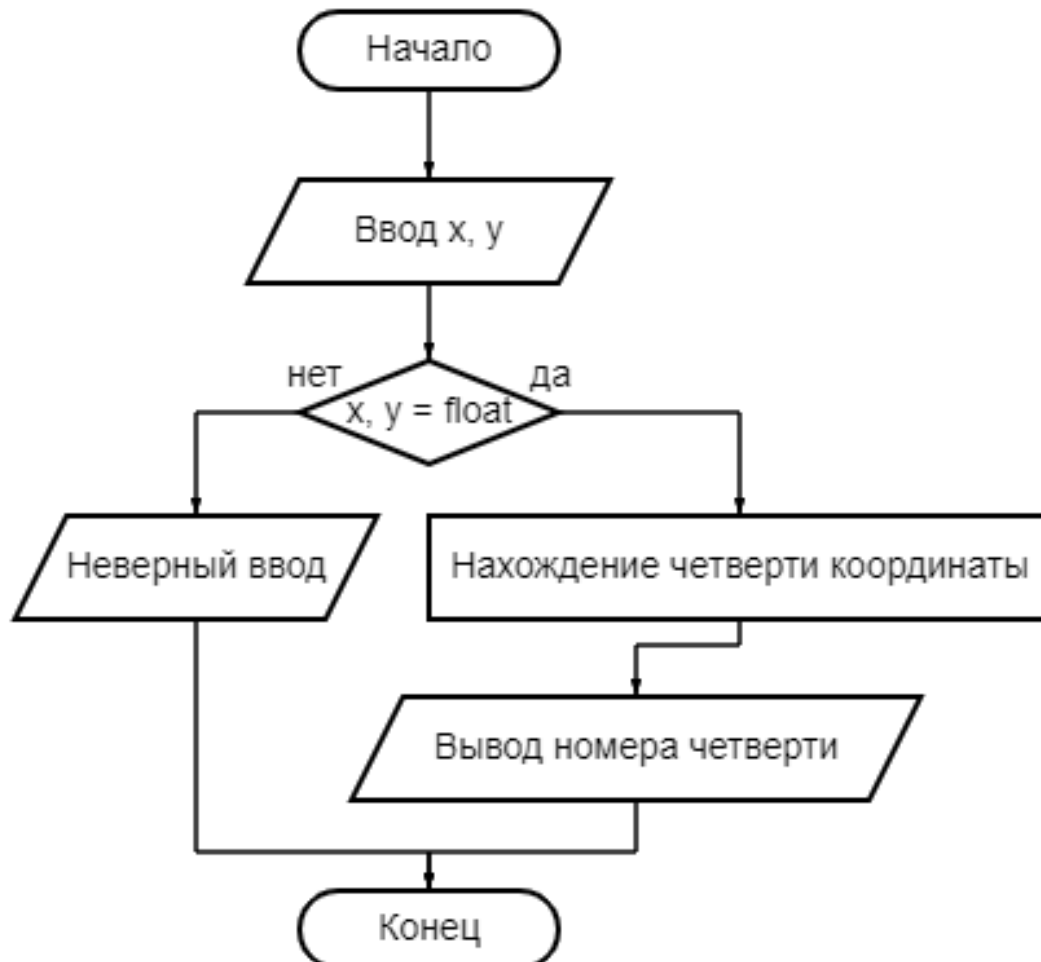 Начало
Ввод x, y
нет
да
x, y = float
Неверный ввод
Нахождение четверти координаты
Вывод номера четверти
Конец